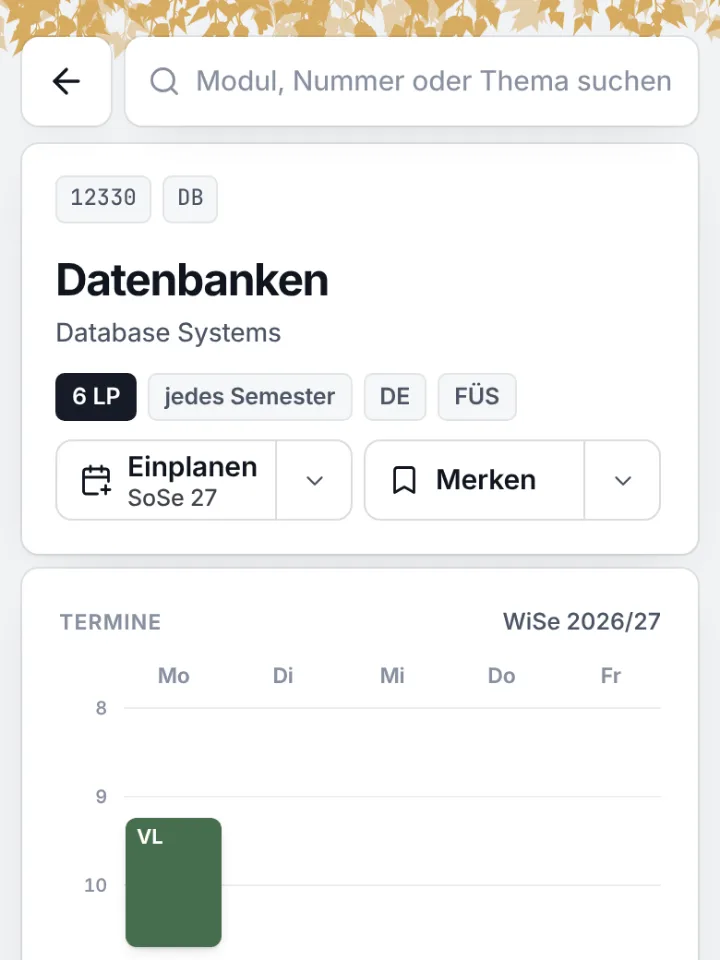 Modul, Nummer oder Thema suchen
12330 DB
Datenbanken
Database Systems
6 LP jedes Semester DE FÜS
Einplanen
SoSe 27
Merken
TERMINE WiSe 2026/27
Mo Di Mi Do Fr
8
9
VL
10